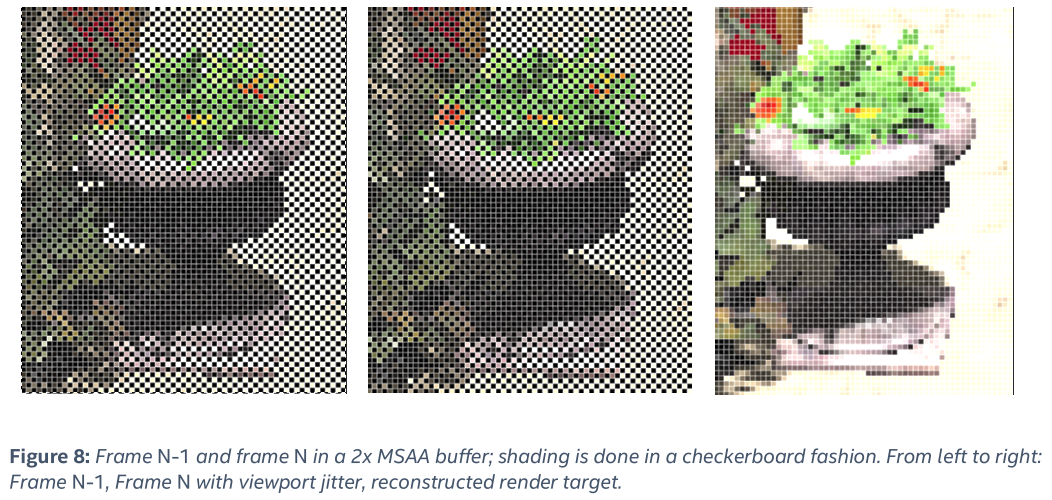 Figure 8: Frame N-1 and frame N in a 2x MSAA buffer; shading is done in a checkerboard fashion. From left to right:
Frame N-1, Frame N with viewport jitter, reconstructed render target.